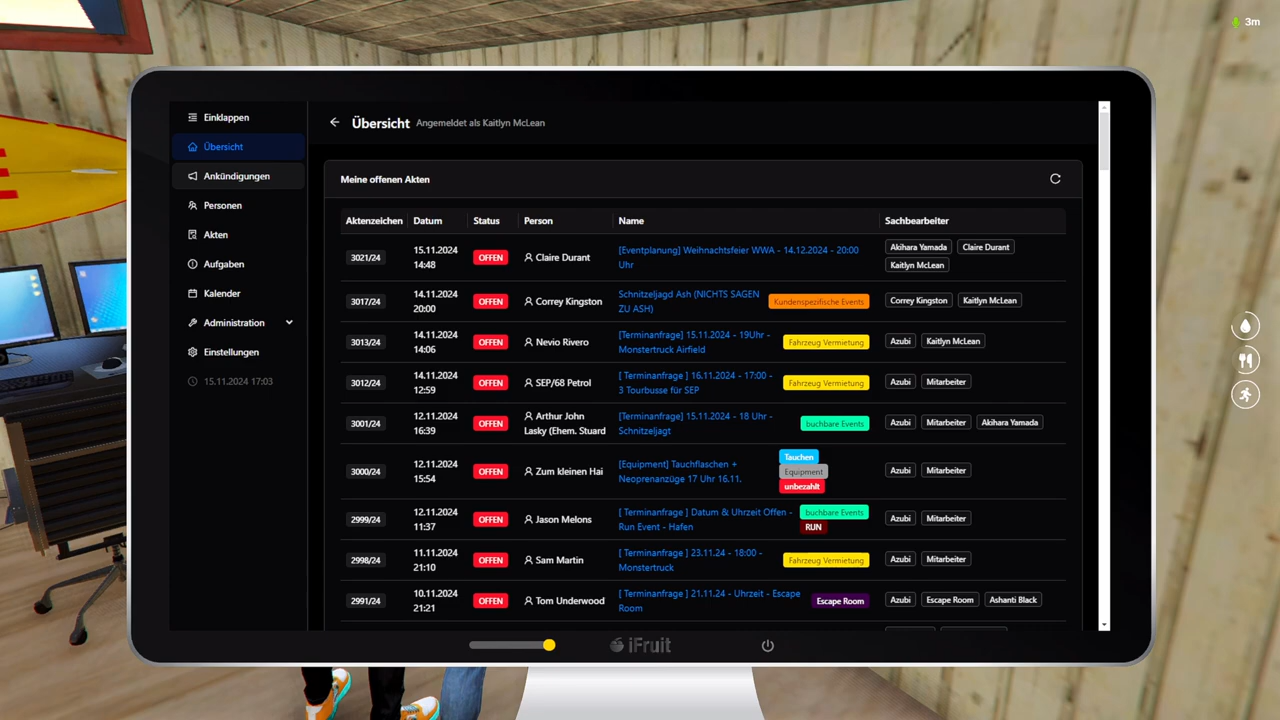 3m
Einklappen
Übersicht
Ankündigungen
Personen
Akten
Aufgaben
Kalender
Administration
Einstellungen
15.11.2024 17:03
Übersicht Angemeldet als Kaitlyn McLean
Meine offenen Akten
Aktenzeichen Datum Status Person Name Sachbearbeiter
3021/24 15.11.2024 14:48 OFFEN Claire Durant [Eventplanung] Weihnachtsfeier WWA - 14.12.2024 - 20:00 Uhr Akihara Yamada Claire Durant Kaitlyn McLean
3017/24 14.11.2024 20:00 OFFEN Correy Kingston Schnitzeljagd Ash (NICHTS SAGEN ZU ASH) Kundenspezifische Events Correy Kingston Kaitlyn McLean
3013/24 14.11.2024 14:06 OFFEN Nevio Rivero [Terminanfrage] 15.11.2024 - 19Uhr - Monstertruck Airfield Fahrzeug Vermietung Azubi Kaitlyn McLean
3012/24 14.11.2024 12:59 OFFEN SEP/68 Petrol [ Terminanfrage ] 16.11.2024 - 17:00 - 3 Tourbusse für SEP Fahrzeug Vermietung Azubi Mitarbeiter
3001/24 12.11.2024 16:39 OFFEN Arthur John Lasky (Ehem. Stuard [Terminanfrage] 15.11.2024 - 18 Uhr - Schnitzeljagt buchbare Events Azubi Mitarbeiter Akihara Yamada
3000/24 12.11.2024 15:54 OFFEN Zum kleinen Hai [Equipment] Tauchflaschen + Neoprenanzüge 17 Uhr 16.11. Tauchen Equipment unbezahlt Azubi Mitarbeiter
2999/24 12.11.2024 11:37 OFFEN Jason Melons [ Terminanfrage ] Datum & Uhrzeit Offen - Run Event - Hafen buchbare Events RUN Azubi Mitarbeiter
2998/24 11.11.2024 21:10 OFFEN Sam Martin [ Terminanfrage ] 23.11.24 - 18:00 - Monstertruck Fahrzeug Vermietung Azubi Mitarbeiter
2991/24 10.11.2024 21:21 OFFEN Tom Underwood [ Terminanfrage ] 21.11.24 - Uhrzeit - Escape Room Escape Room Azubi Escape Room Ashanti Black
iFruit